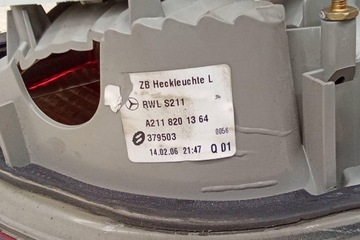 ZB Heckleuchte L
RWL S211
A211 820 13 64
379503 0056
14.02.06 21:47 Q 01